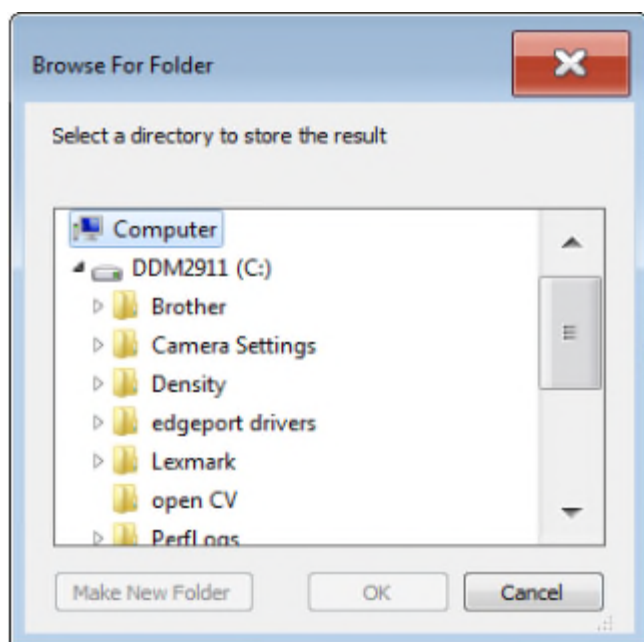 Browse For Folder
Select a directory to store the result
Computer
DDM2911 (C:)
Brother
Camera Settings
Density
edgeport drivers
Lexmark
open CV
PerfLogs
Make New Folder
OK
Cancel